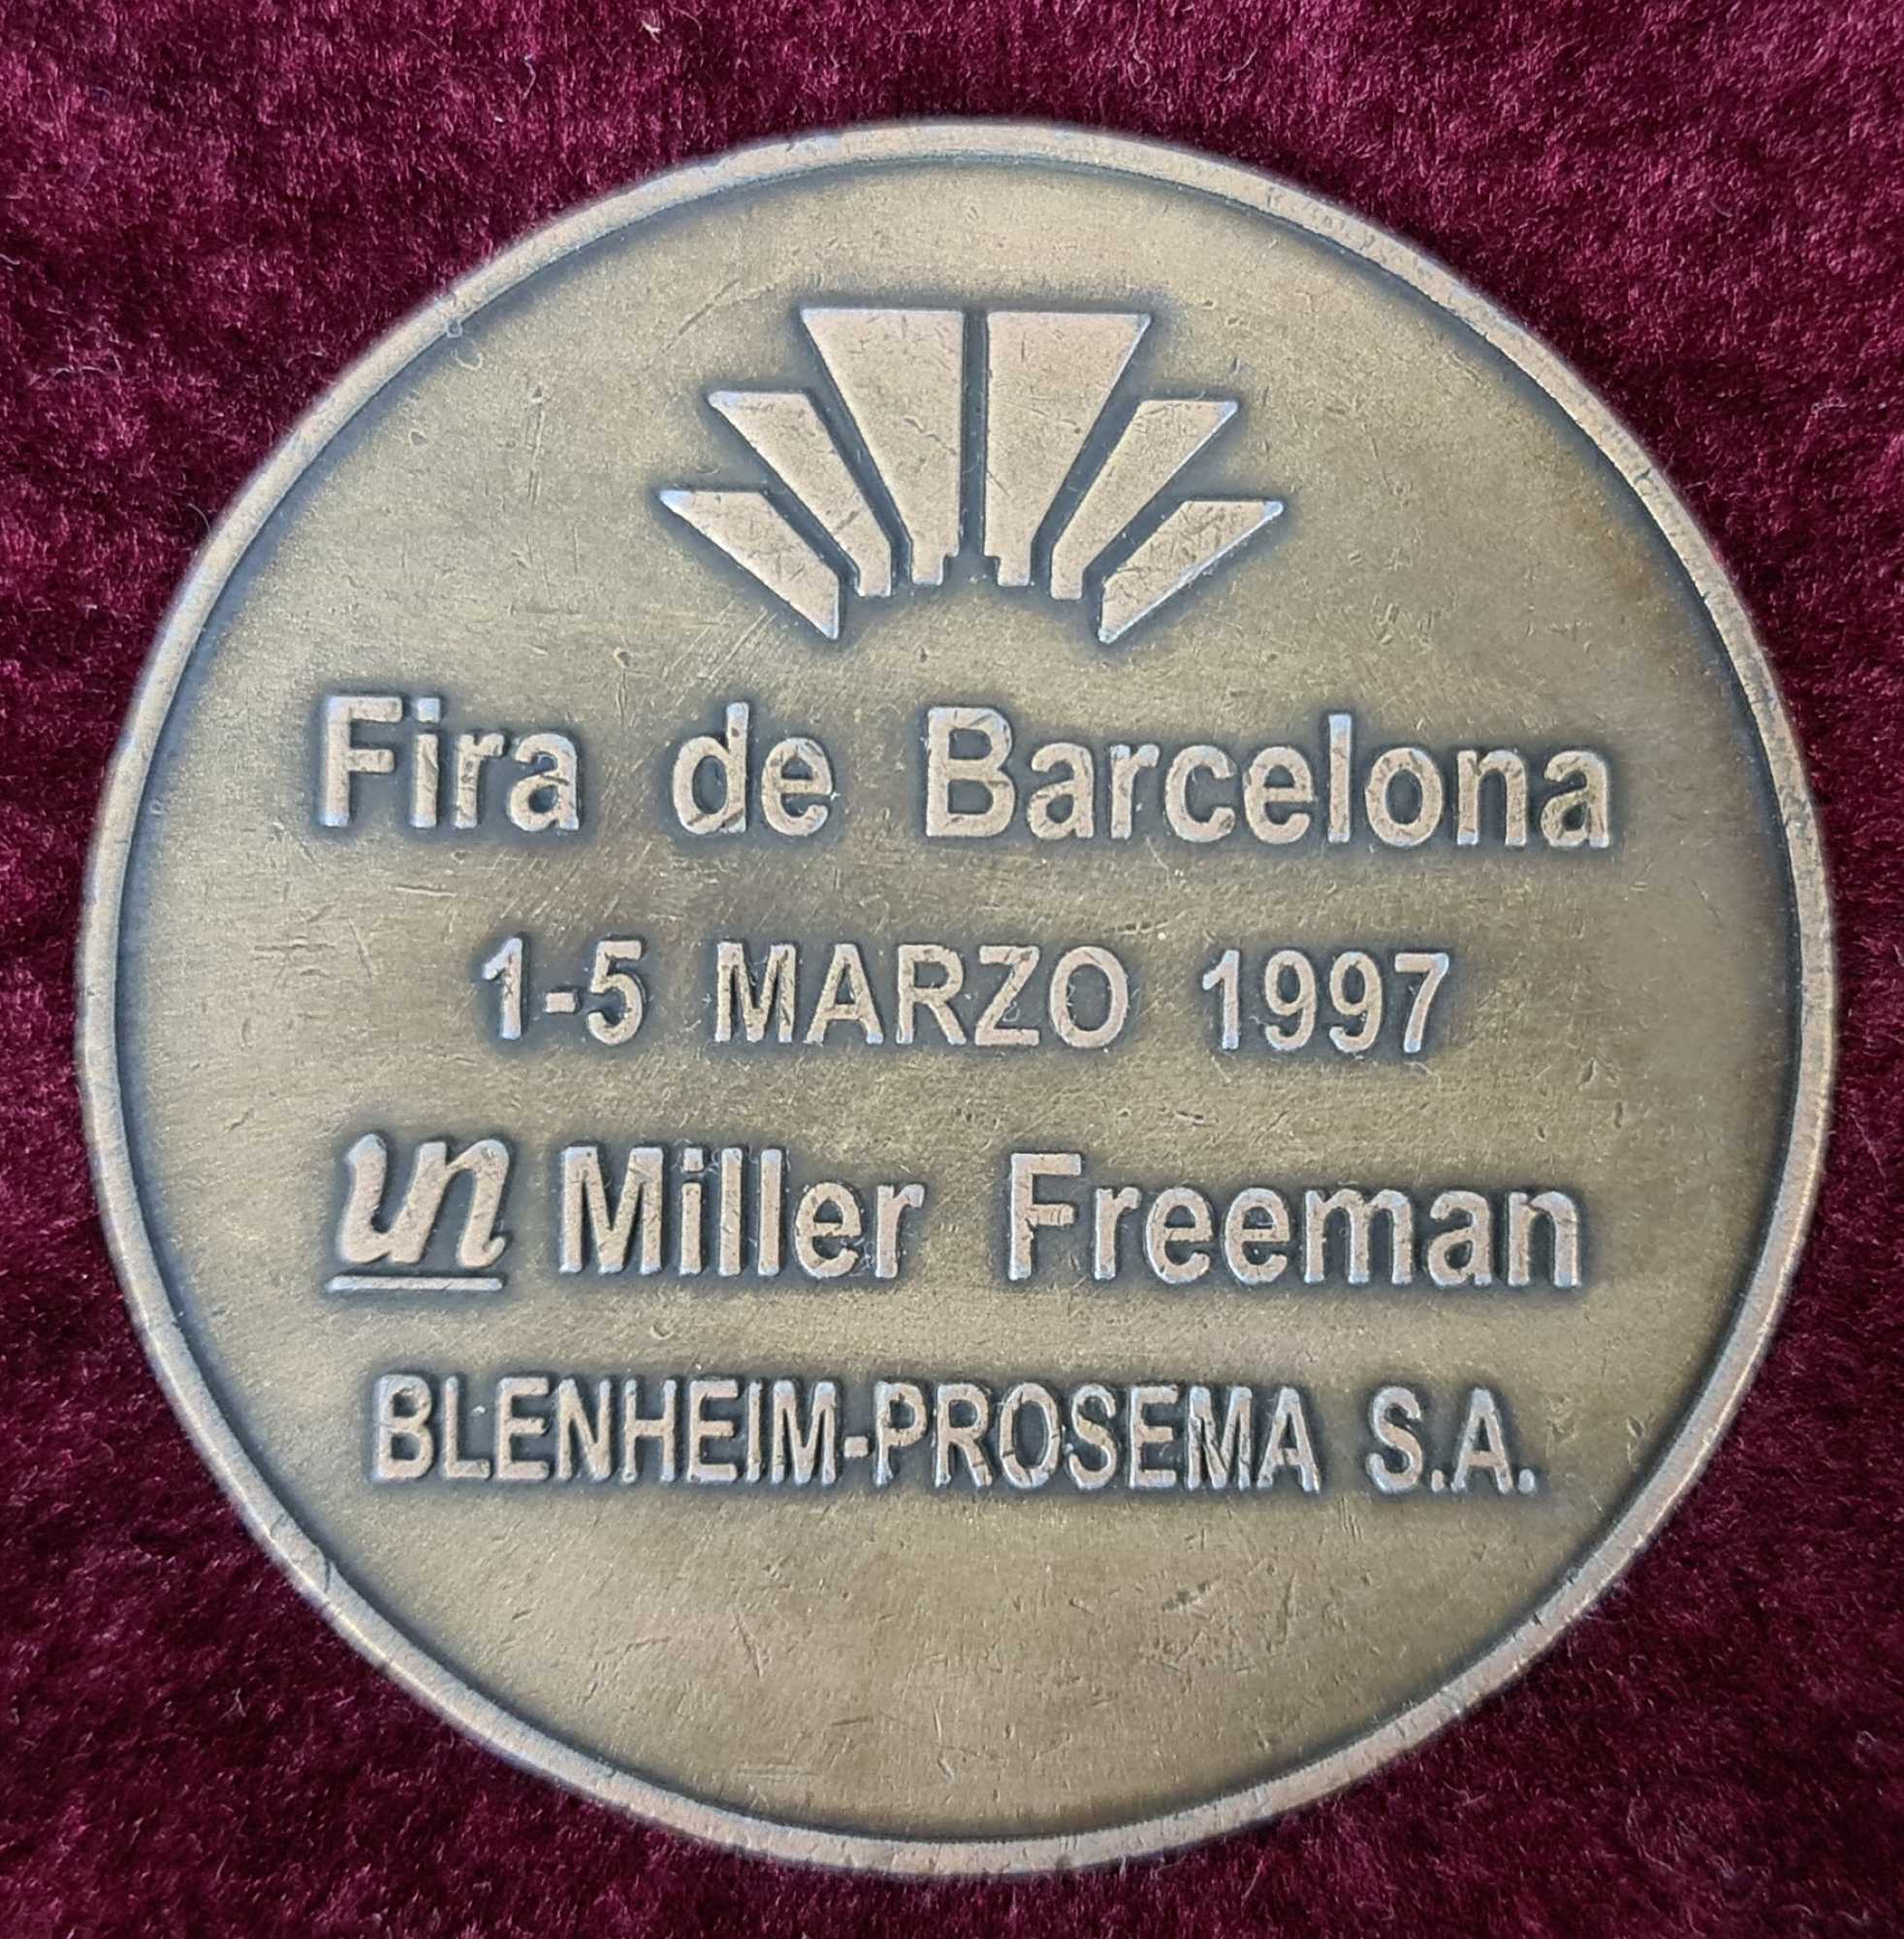 Fira de Barcelona
1-5 MARZO 1997
un Miller Freeman
BLENHEIM-PROSEMA S.A.